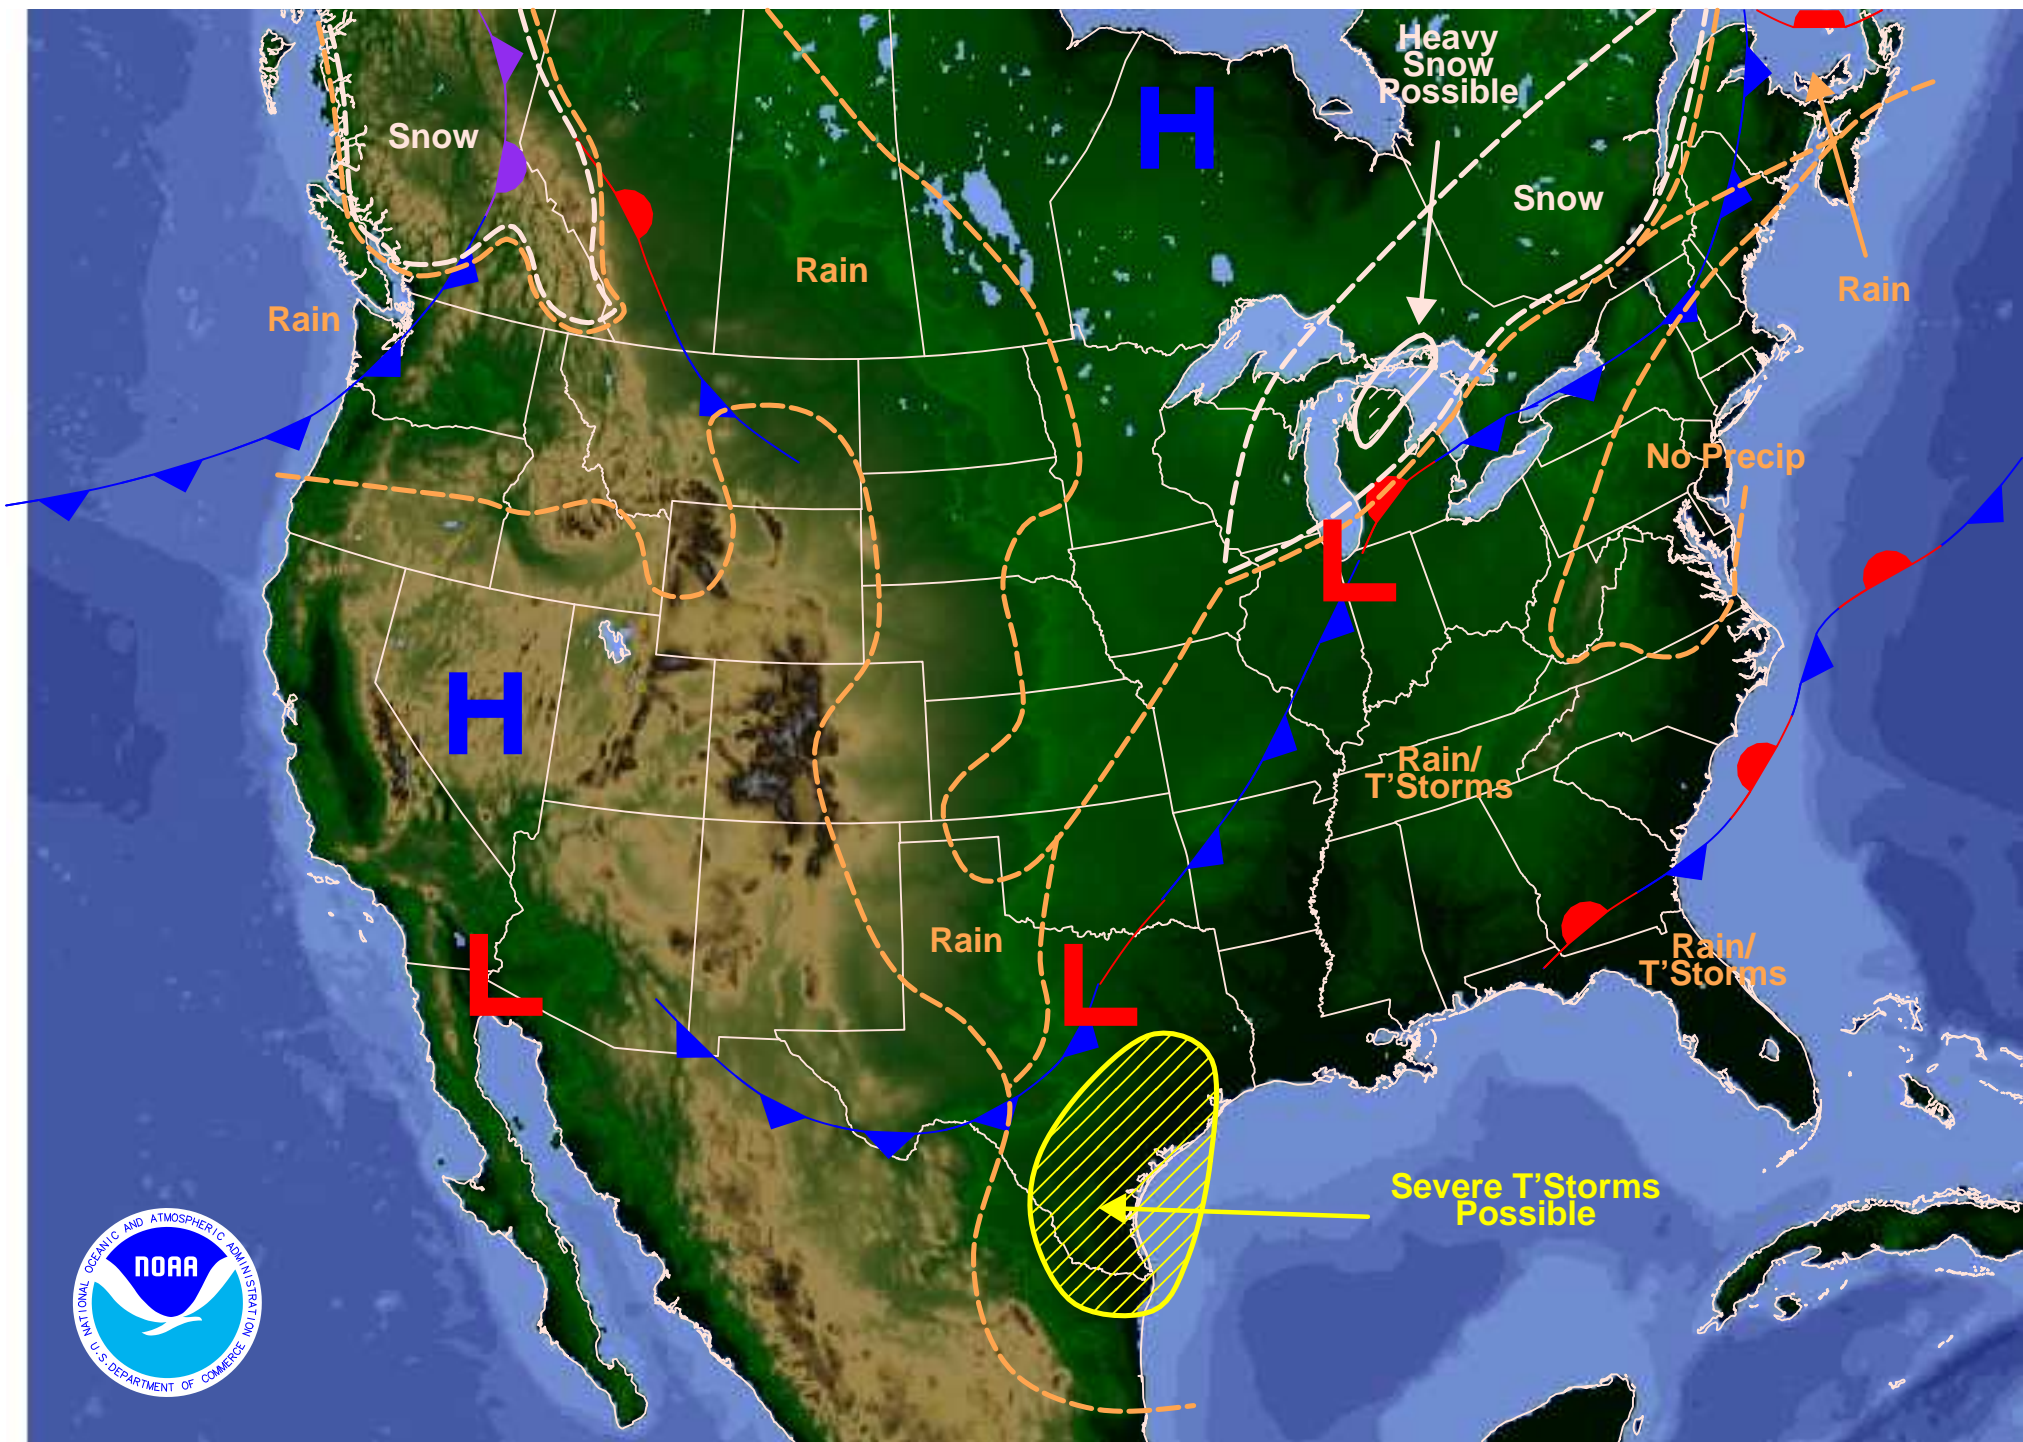 Heavy
Snow
Possible
H
Snow
Snow
Rain
Rain
Rain
No Precip
L
H
Rain/
T'Storms
Rain
L
L
Rain/
T'Storms
Severe T'Storms
Possible
NATIONAL OCEANIC AND ATMOSPHERIC ADMINISTRATION
NOAA
U.S. DEPARTMENT OF COMMERCE